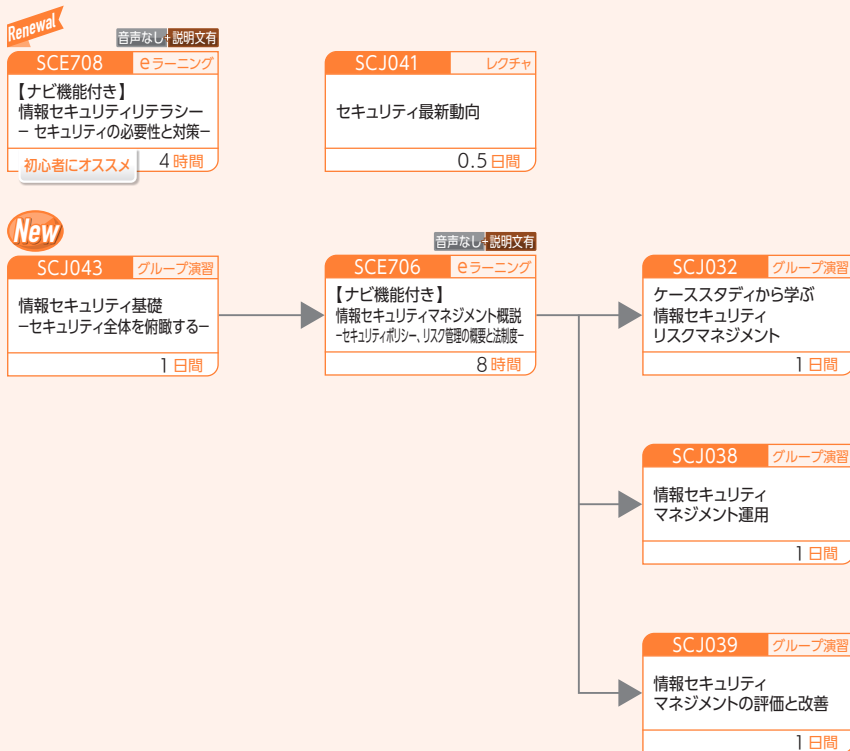 Renewal
音声なし+説明文有
SCE708 eラーニング
【ナビ機能付き】
情報セキュリティリテラシー
− セキュリティの必要性と対策−
初心者にオススメ 4時間
SCJ041 レクチャ
セキュリティ最新動向
0.5日間
New
SCJ043 グループ演習
情報セキュリティ基礎
−セキュリティ全体を俯瞰する−
1日間
音声なし+説明文有
SCE706 eラーニング
【ナビ機能付き】
情報セキュリティマネジメント概説
−セキュリティポリシー、リスク管理の概要と法制度−
8時間
SCJ032 グループ演習
ケーススタディから学ぶ
情報セキュリティ
リスクマネジメント
1日間
SCJ038 グループ演習
情報セキュリティ
マネジメント運用
1日間
SCJ039 グループ演習
情報セキュリティ
マネジメントの評価と改善
1日間